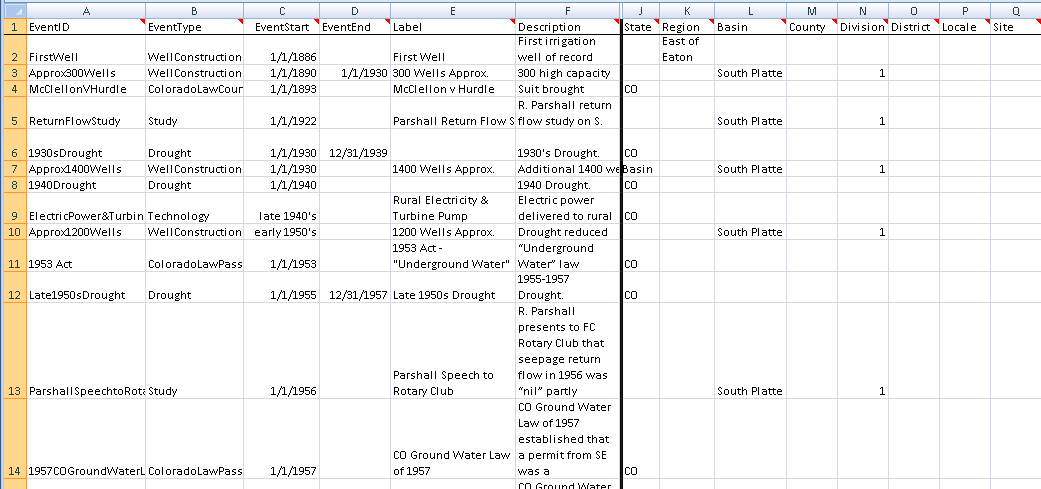 A B C D E F J K L M N O P Q
1 EventID EventType EventStart EventEnd Label Description State Region Basin County Division District Locale Site
First irrigation East of
2 FirstWell WellConstruction 1/1/1886 First Well well of record Eaton
3 Approx300Wells WellConstruction 1/1/1890 1/1/1930 300 Wells Approx. 300 high capacity South Platte 1
4 McClellonVHurdle ColoradoLawCour 1/1/1893 McClellon v Hurdle Suit brought CO
R. Parshall return
5 ReturnFlowStudy Study 1/1/1922 Parshall Return Flow S flow study on S. South Platte 1
6 1930sDrought Drought 1/1/1930 12/31/1939 1930's Drought. CO
7 Approx1400Wells WellConstruction 1/1/1930 1400 Wells Approx. Additional 1400 we Basin South Platte 1
8 1940Drought Drought 1/1/1940 1940 Drought. CO
Rural Electricity & Electric power
9 ElectricPower&Turbin Technology late 1940's Turbine Pump delivered to rural CO
10 Approx1200Wells WellConstruction early 1950's 1200 Wells Approx. Drought reduced South Platte 1
1953 Act - “Underground
11 1953 Act ColoradoLawPass 1/1/1953 "Underground Water" Water” law CO
1955-1957
12 Late1950sDrought Drought 1/1/1955 12/31/1957 Late 1950s Drought Drought. CO
R. Parshall
presents to FC
Rotary Club that
seepage return
Parshall Speech to flow in 1956 was
13 ParshallSpeechtoRota Study 1/1/1956 Rotary Club “nil” partly South Platte 1
CO Ground Water
Law of 1957
established that
CO Ground Water Law a permit from SE
14 1957COGroundWaterL ColoradoLawPass 1/1/1957 of 1957 was a CO
CO Ground Water